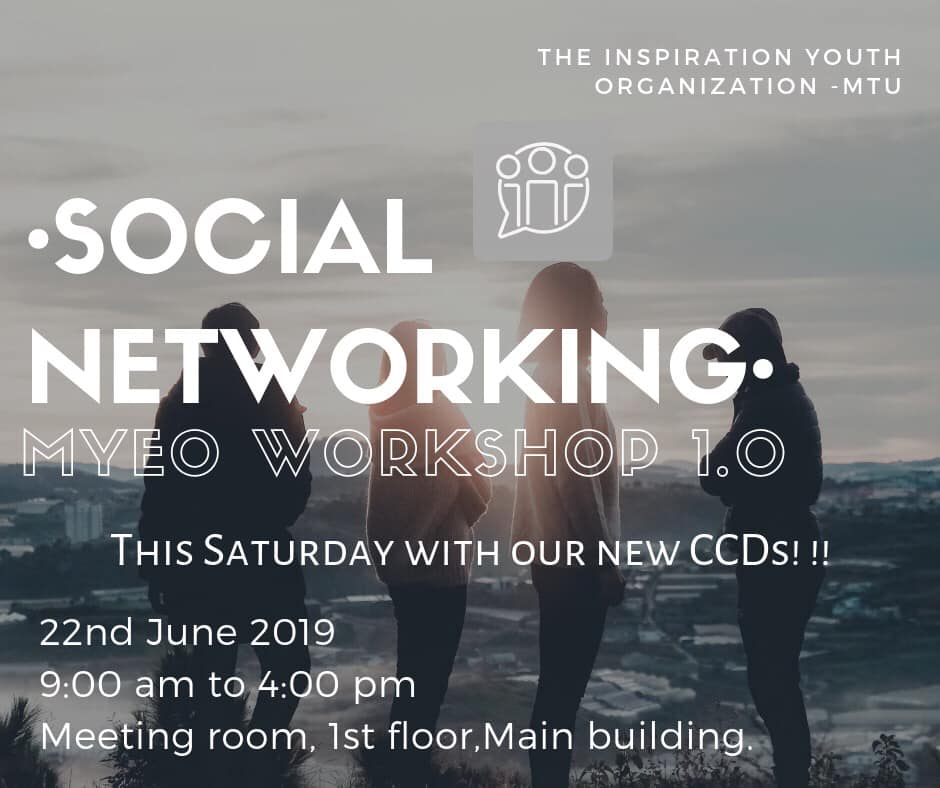 THE INSPIRATION YOUTH
ORGANIZATION -MTU
•SOCIAL
NETWORKING•
MYEO WORKSHOP 1.0
THIS SATURDAY WITH OUR NEW CCDS! !!
22nd June 2019
9:00 am to 4:00 pm
Meeting room, 1st floor,Main building.